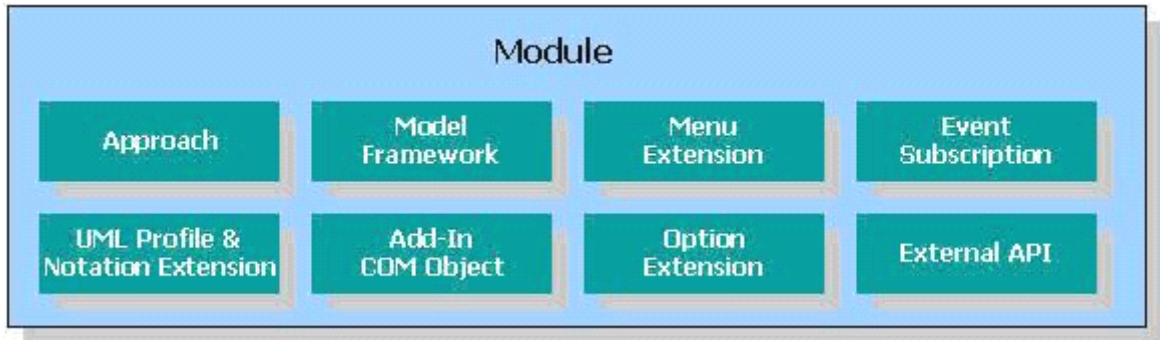 Module
Approach
Model
Framework
Menu
Extension
Event
Subscription
UML Profile &
Notation Extension
Add-In
COM Object
Option
Extension
External API